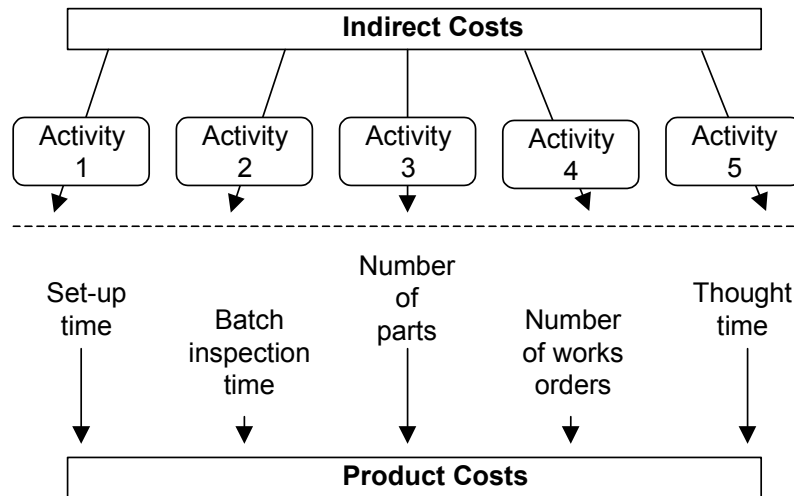 Indirect Costs
Activity
1
Activity
2
Activity
3
Activity
4
Activity
5
Set-up
time
Batch
inspection
time
Number
of
parts
Number
of works
orders
Thought
time
Product Costs